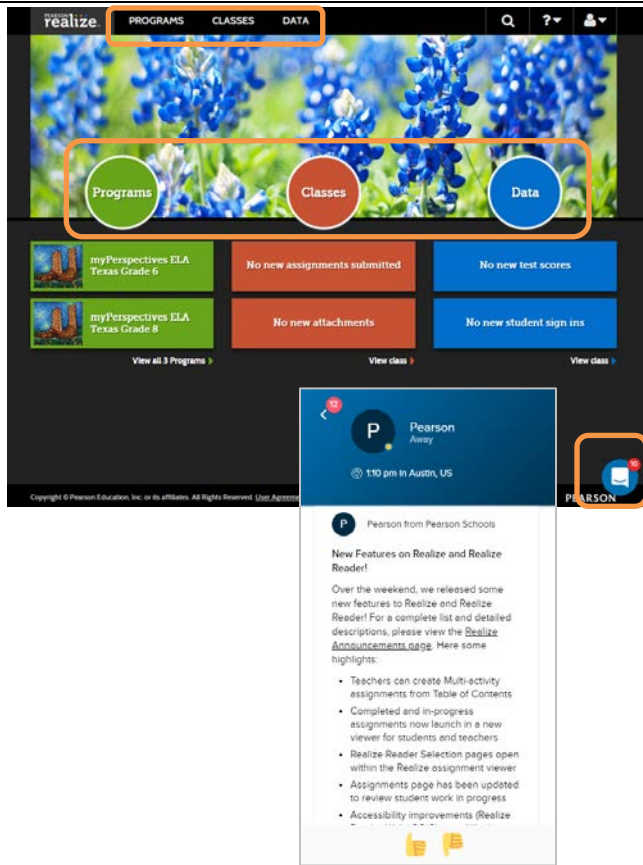 PEARSON
realize
PROGRAMS CLASSES DATA
?
Programs Classes Data
myPerspectives ELA
Texas Grade 6
No new assignments submitted
No new test scores
myPerspectives ELA
Texas Grade 8
No new attachments
No new student sign ins
View all 3 Programs
View class
View class
12
P
Pearson
Away
1:10 pm in Austin, US
10
Copyright © Pearson Education, Inc. or its affiliates. All Rights Reserved. User Agreeme
PEARSON
P Pearson from Pearson Schools
New Features on Realize and Realize
Reader!
Over the weekend, we released some
new features to Realize and Realize
Reader! For a complete list and detailed
descriptions, please view the Realize
Announcements page. Here some
highlights:
• Teachers can create Multi-activity
assignments from Table of Contents
• Completed and in-progress
assignments now launch in a new
viewer for students and teachers
• Realize Reader Selection pages open
within the Realize assignment viewer
• Assignments page has been updated
to review student work in progress
• Accessibility improvements (Realize